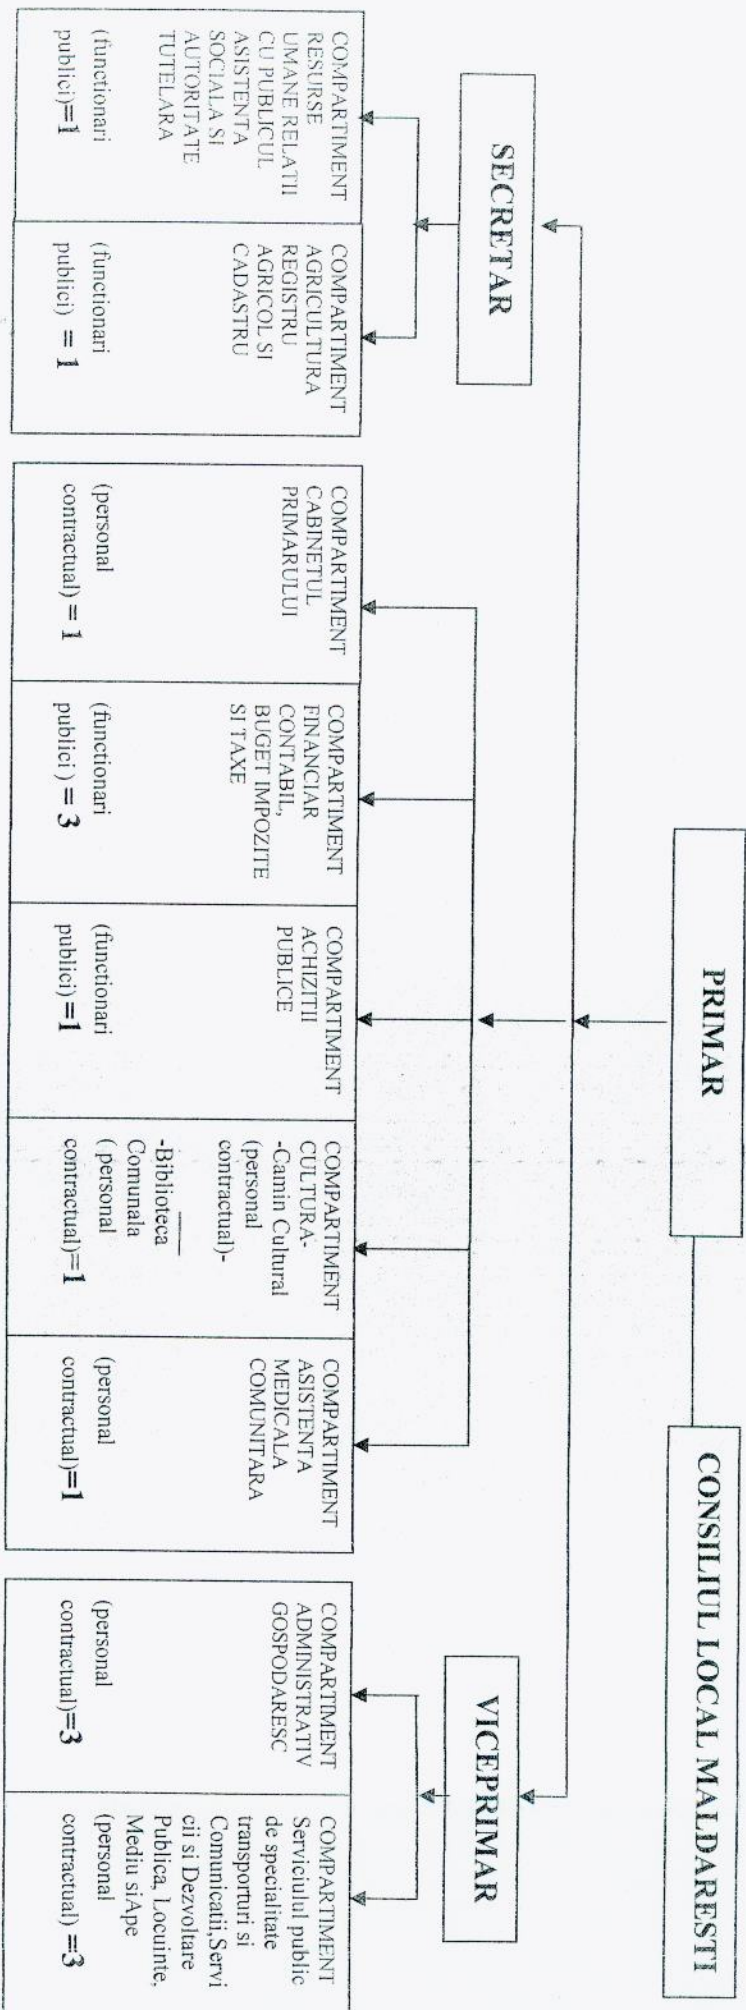 CONSILIUL LOCAL MALDARESTI
PRIMAR
SECRETAR
VICEPRIMAR
COMPARTIMENT
RESURSE
UMANE RELATII
CU PUBLICUL
ASISTENTA
SOCIALA SI
AUTORITATE
TUTELARA
(functionari
publici)=1
COMPARTIMENT
AGRICULTURA
REGISTRU
AGRICOL SI
CADASTRU
(functionari
publici) = 1
COMPARTIMENT
CABINETUL
PRIMARULUI
(personal
contractual) = 1
COMPARTIMENT
FINANCIAR
CONTABIL,
BUGET IMPOZITE
SI TAXE
(functionari
publici ) = 3
COMPARTIMENT
ACHIZITII
PUBLICE
(functionari
publici)=1
COMPARTIMENT
CULTURA-
-Camin Cultural
(personal
contractual)-
-Biblioteca
Comunala
( personal
contractual)=1
COMPARTIMENT
ASISTENTA
MEDICALA
COMUNITARA
(personal
contractual)=1
COMPARTIMENT
ADMINISTRATIV
GOSPODARESC
(personal
contractual)=3
COMPARTIMENT
Serviciulul public
de specialitate
transporturi si
Comunicatii,Servi
cii si Dezvoltare
Publica, Locuinte,
Mediu siApe
(personal
contractual) =3